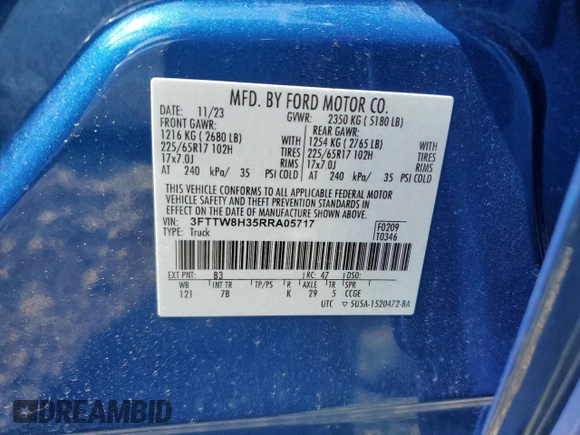 MFD. BY FORD MOTOR CO.
DATE: 11/23 GVWR: 2350 KG ( 5180 LB)
FRONT GAWR: REAR GAWR:
1216 KG ( 2680 LB) 1254 KG ( 2765 LB)
225/65R17 102H TIRES 225/65R17 102H TIRES
17x7.0J RIMS 17x7.0J RIMS
AT 240 kPa/ 35 PSI COLD AT 240 kPa/ 35 PSI COLD
THIS VEHICLE CONFORMS TO ALL APPLICABLE FEDERAL MOTOR
VEHICLE SAFETY AND THEFT PREVENTION STANDARDS IN
EFFECT ON THE DATE OF MANUFACTURE SHOWN ABOVE.
VIN: 3FTTW8H35RRA05717 F0209
TYPE: Truck T0346
EXT PNT: B3 RC: 47 DSO:
WB INT TR TP/PS R AXLE TR SPR
121 7B K 29 5 CCGE
UTC ▽ 5U5A-1520472-BA
DREAMBID